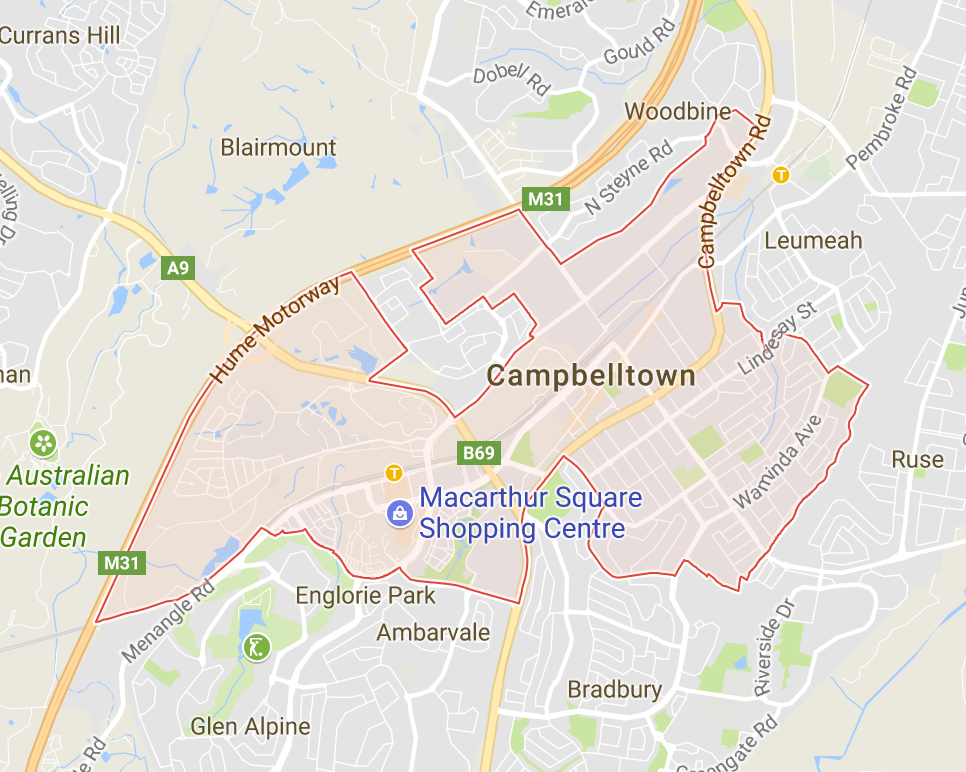 Currans Hill
Emerald
Gould Rd
Dobell Rd
Woodbine
Blairmount
N Steyne Rd
Campbelltown Rd
Pembroke Rd
T
M31
Leumeah
A9
Hume Motorway
Lindesay St
Campbelltown
Waminda Ave
B69
Ruse
T
Macarthur Square
Shopping Centre
Australian
Botanic
Garden
M31
Menangle Rd
Englorie Park
Ambarvale
Riverside Dr
Bradbury
Glen Alpine